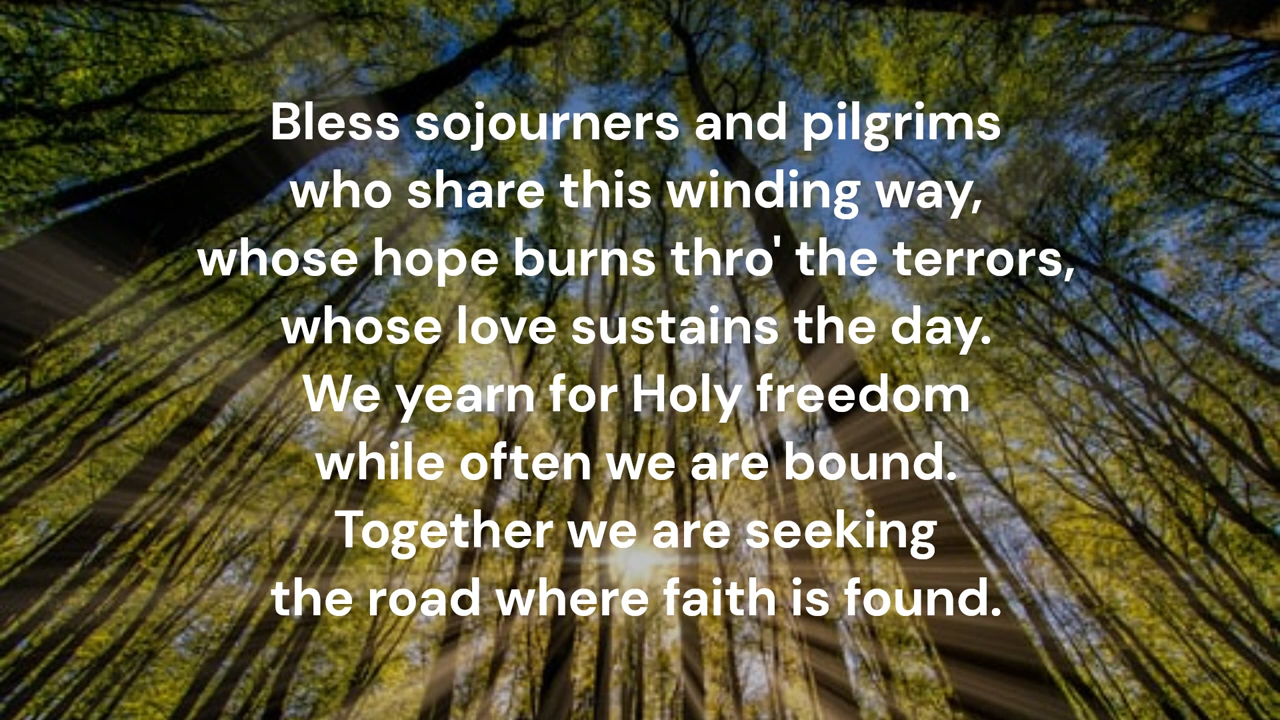 Bless sojourners and pilgrims
who share this winding way,
whose hope burns thro' the terrors,
whose love sustains the day.
We yearn for Holy freedom
while often we are bound.
Together we are seeking
the road where faith is found.